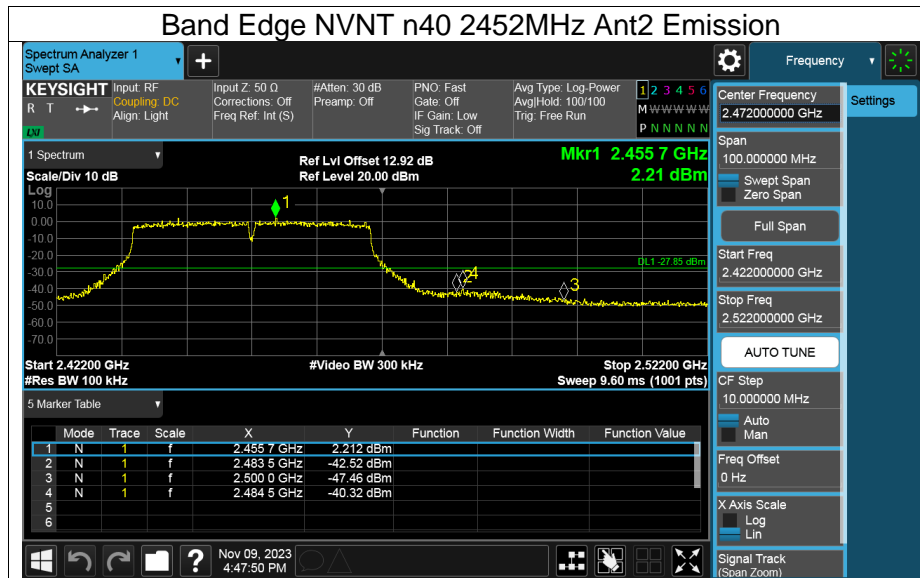 Band Edge NVNT n40 2452MHz Ant2 Emission
Spectrum Analyzer 1
Swept SA
+
Frequency
KEYSIGHT
R T
LXI
Input: RF
Coupling: DC
Align: Light
Input Z: 50 Ω
Corrections: Off
Freq Ref: Int (S)
#Atten: 30 dB
Preamp: Off
PNO: Fast
Gate: Off
IF Gain: Low
Sig Track: Off
Avg Type: Log-Power
Avg|Hold: 100/100
Trig: Free Run
1 2 3 4 5 6
M W W W W W
P N N N N N
1 Spectrum
Scale/Div 10 dB
Ref Lvl Offset 12.92 dB
Ref Level 20.00 dBm
Mkr1 2.455 7 GHz
2.21 dBm
Log
10.0
0.00
-10.0
-20.0
-30.0
-40.0
-50.0
-60.0
-70.0
1
2
4
3
DL1 -27.85 dBm
Start 2.42200 GHz
#Res BW 100 kHz
#Video BW 300 kHz
Stop 2.52200 GHz
Sweep 9.60 ms (1001 pts)
5 Marker Table
Mode Trace Scale X Y Function Function Width Function Value
1 N 1 f 2.455 7 GHz 2.212 dBm
2 N 1 f 2.483 5 GHz -42.52 dBm
3 N 1 f 2.500 0 GHz -47.46 dBm
4 N 1 f 2.484 5 GHz -40.32 dBm
5
6
?
Nov 09, 2023
4:47:50 PM
Center Frequency
2.472000000 GHz
Settings
Span
100.000000 MHz
Swept Span
Zero Span
Full Span
Start Freq
2.422000000 GHz
Stop Freq
2.522000000 GHz
AUTO TUNE
CF Step
10.000000 MHz
Auto
Man
Freq Offset
0 Hz
X Axis Scale
Log
Lin
Signal Track
(Span Zoom)